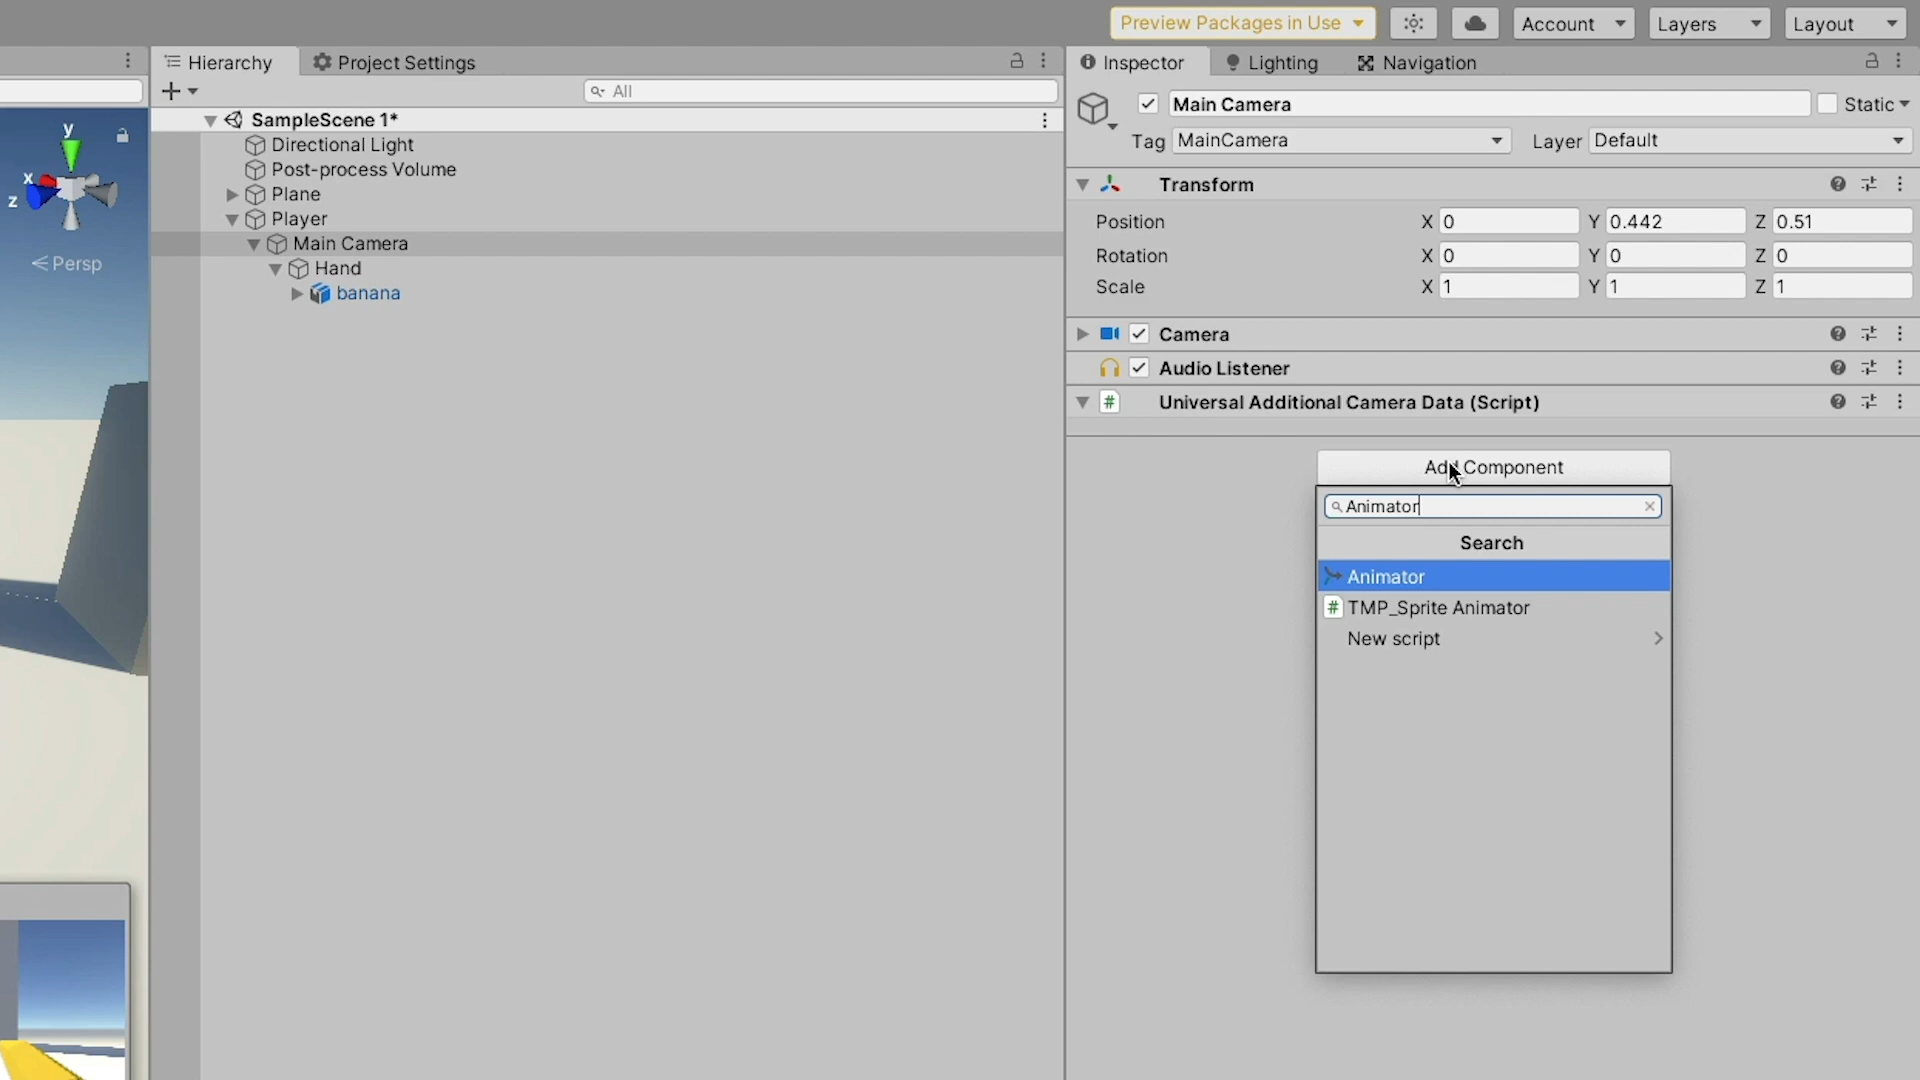 Preview Packages in Use
Account
Layers
Layout
Hierarchy
Project Settings
All
SampleScene 1*
Directional Light
Post-process Volume
Plane
Player
Main Camera
Hand
banana
y
x
z
Persp
Inspector
Lighting
Navigation
Main Camera
Static
Tag MainCamera
Layer Default
Transform
Position X 0 Y 0.442 Z 0.51
Rotation X 0 Y 0 Z 0
Scale X 1 Y 1 Z 1
Camera
Audio Listener
# Universal Additional Camera Data (Script)
Add Component
Animator
Search
Animator
# TMP_Sprite Animator
New script